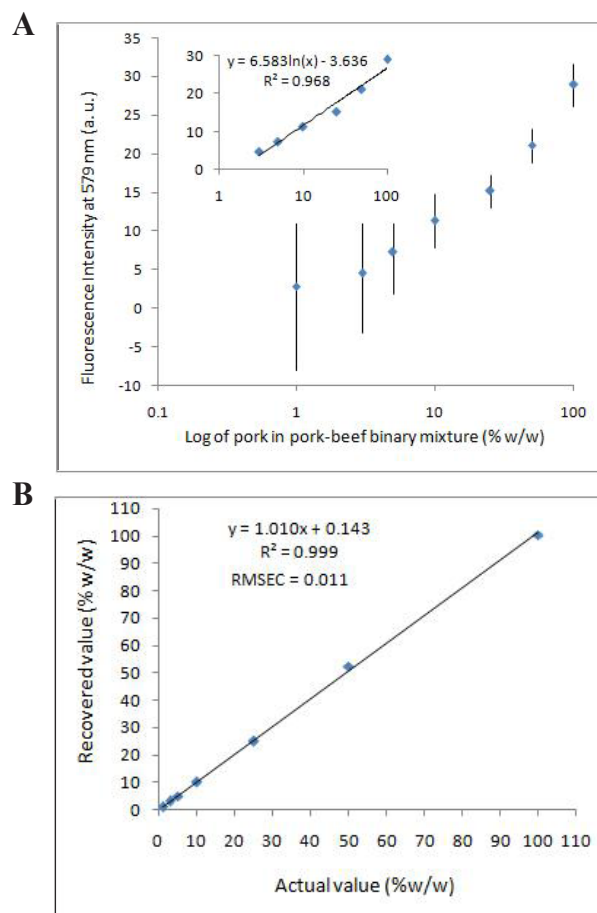 A
Fluorescence Intensity at 579 nm (a. u.)
35
30
25
20
15
10
5
0
-5
-10
0.1
1
10
100
Log of pork in pork-beef binary mixture (% w/w)
y = 6.583ln(x) - 3.636
R² = 0.968
30
20
10
0
1
10
100
B
Recovered value (% w/w)
y = 1.010x + 0.143
R² = 0.999
RMSEC = 0.011
110
100
90
80
70
60
50
40
30
20
10
0
0 10 20 30 40 50 60 70 80 90 100 110
Actual value (%w/w)